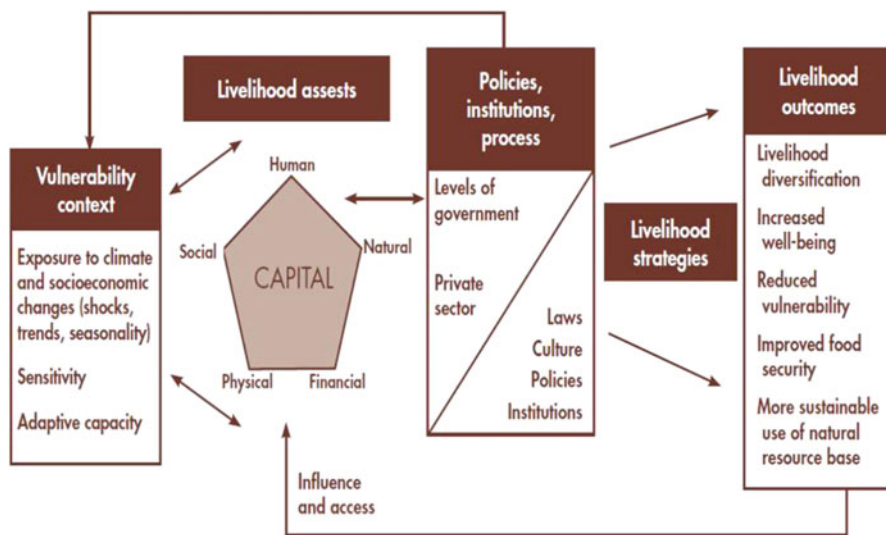 Livelihood assests
Policies,
institutions,
process
Livelihood
outcomes
Vulnerability
context
Exposure to climate
and socioeconomic
changes (shocks,
trends, seasonality)
Sensitivity
Adaptive capacity
Human
Social
Natural
CAPITAL
Physical
Financial
Influence
and access
Levels of
government
Private
sector
Laws
Culture
Policies
Institutions
Livelihood
strategies
Livelihood
diversification
Increased
well-being
Reduced
vulnerability
Improved food
security
More sustainable
use of natural
resource base